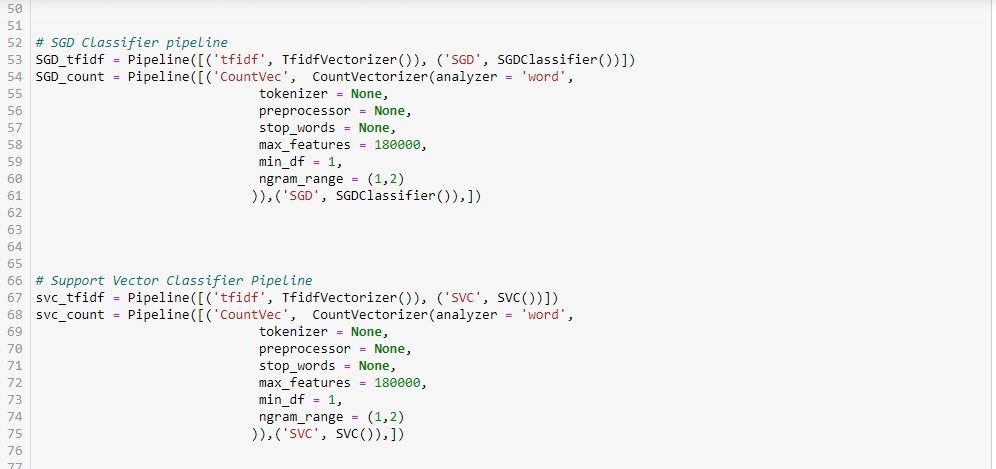 50
51
52 # SGD Classifier pipeline
53 SGD_tfidf = Pipeline([('tfidf', TfidfVectorizer()), ('SGD', SGDClassifier())])
54 SGD_count = Pipeline([('CountVec',  CountVectorizer(analyzer = 'word',
55                              tokenizer = None,
56                              preprocessor = None,
57                              stop_words = None,
58                              max_features = 180000,
59                              min_df = 1,
60                              ngram_range = (1,2)
61                             )),('SGD', SGDClassifier()),])
62
63
64
65
66 # Support Vector Classifier Pipeline
67 svc_tfidf = Pipeline([('tfidf', TfidfVectorizer()), ('SVC', SVC())])
68 svc_count = Pipeline([('CountVec',  CountVectorizer(analyzer = 'word',
69                              tokenizer = None,
70                              preprocessor = None,
71                              stop_words = None,
72                              max_features = 180000,
73                              min_df = 1,
74                              ngram_range = (1,2)
75                             )),('SVC', SVC()),])
76
77